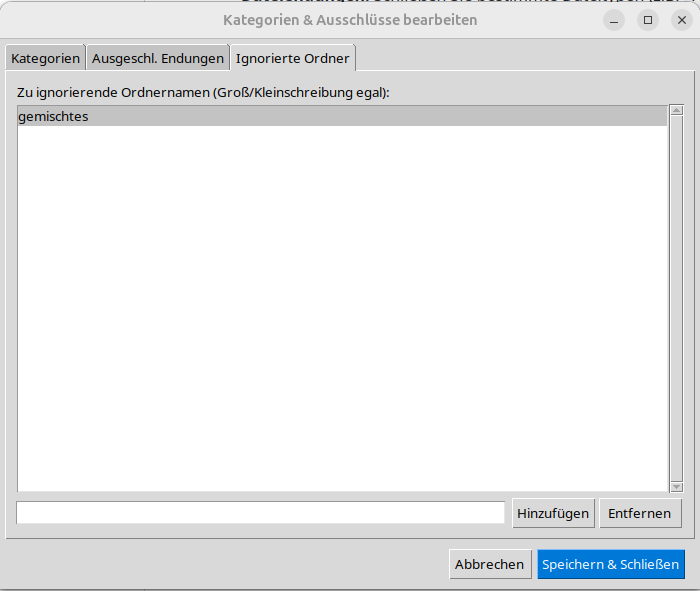 Kategorien & Ausschlüsse bearbeiten
Kategorien Ausgeschl. Endungen Ignorierte Ordner
Zu ignorierende Ordnernamen (Groß/Kleinschreibung egal):
gemischtes
Hinzufügen Entfernen
Abbrechen Speichern & Schließen